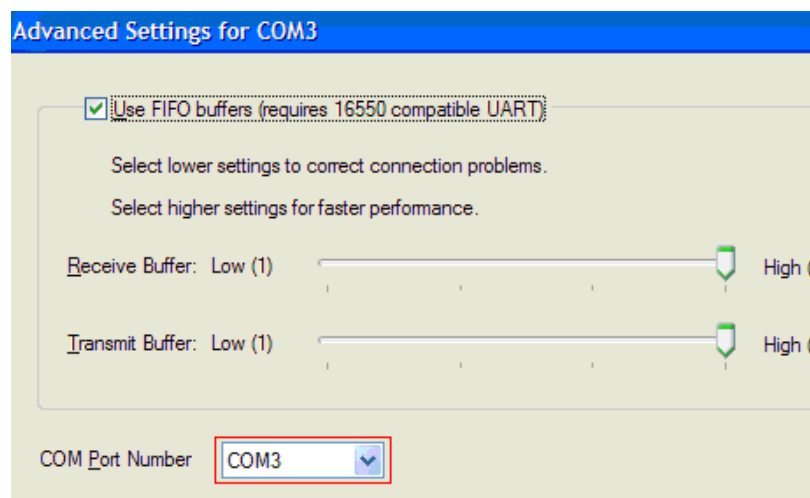 Advanced Settings for COM3
Use FIFO buffers (requires 16550 compatible UART)
Select lower settings to correct connection problems.
Select higher settings for faster performance.
Receive Buffer: Low (1) High (
Transmit Buffer: Low (1) High (
COM Port Number COM3